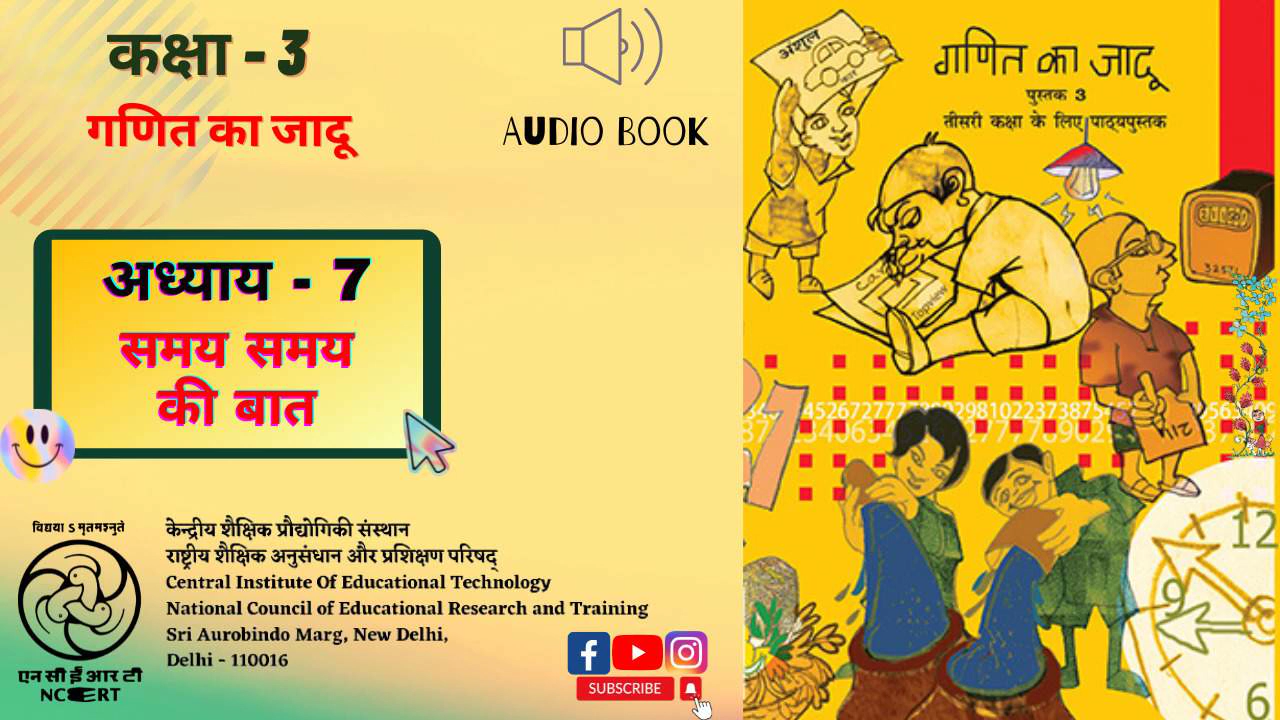 कक्षा - 3
गणित का जादू
AUDIO BOOK
अध्याय - 7
समय समय
की बात
विद्यया ऽ मृतमश्नुते
एन सी ई आर टी
NCERT
केन्द्रीय शैक्षिक प्रौद्योगिकी संस्थान
राष्ट्रीय शैक्षिक अनुसंधान और प्रशिक्षण परिषद्
Central Institute Of Educational Technology
National Council of Educational Research and Training
Sri Aurobindo Marg, New Delhi,
Delhi - 110016
SUBSCRIBE
अंशुल
कार
गणित का जादू
पुस्तक 3
तीसरी कक्षा के लिए पाठ्यपुस्तक
Topview
12
9
6